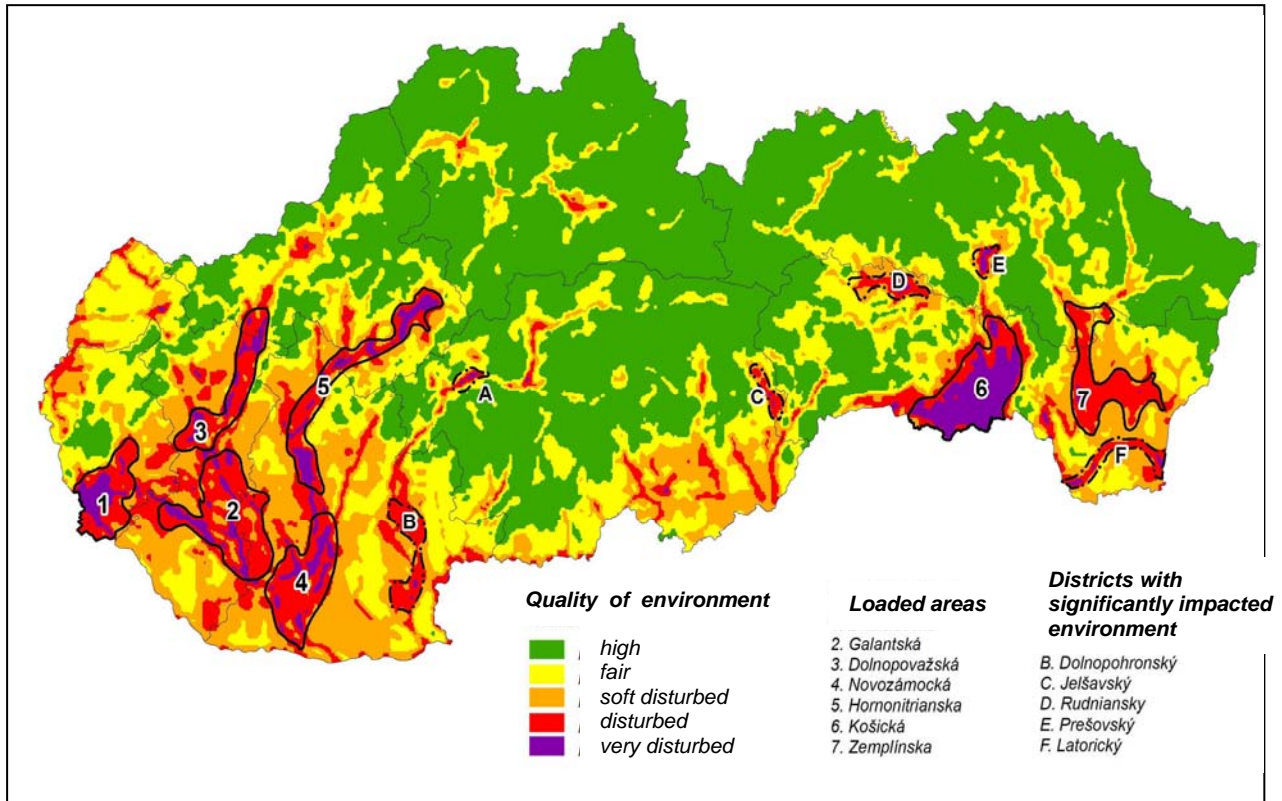 E
D
A
5
C
6
3
7
F
1
2
B
4
Quality of environment
high
fair
soft disturbed
disturbed
very disturbed
Loaded areas
2. Galantská
3. Dolnopovažská
4. Novozámocká
5. Hornonitrianska
6. Košická
7. Zemplínska
Districts with
significantly impacted
environment
B. Dolnopohronský
C. Jelšavský
D. Rudniansky
E. Prešovský
F. Latorický